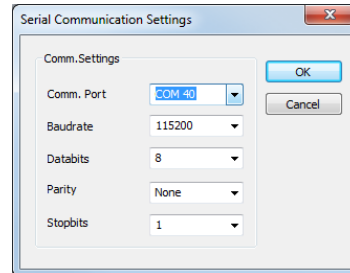 Serial Communication Settings
Comm.Settings
Comm. Port COM 40
Baudrate 115200
Databits 8
Parity None
Stopbits 1
OK
Cancel